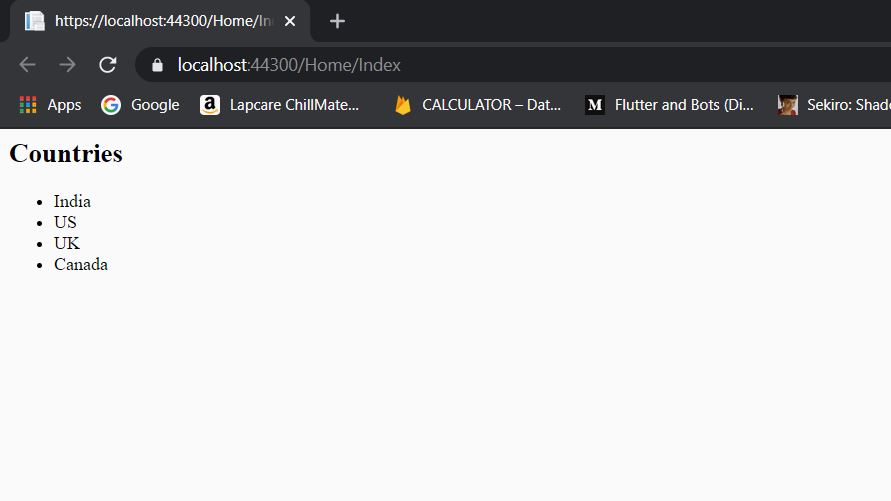 https://localhost:44300/Home/In
localhost:44300/Home/Index
Apps Google Lapcare ChillMate... CALCULATOR – Dat... Flutter and Bots (Di... Sekiro: Shad
Countries
India
US
UK
Canada